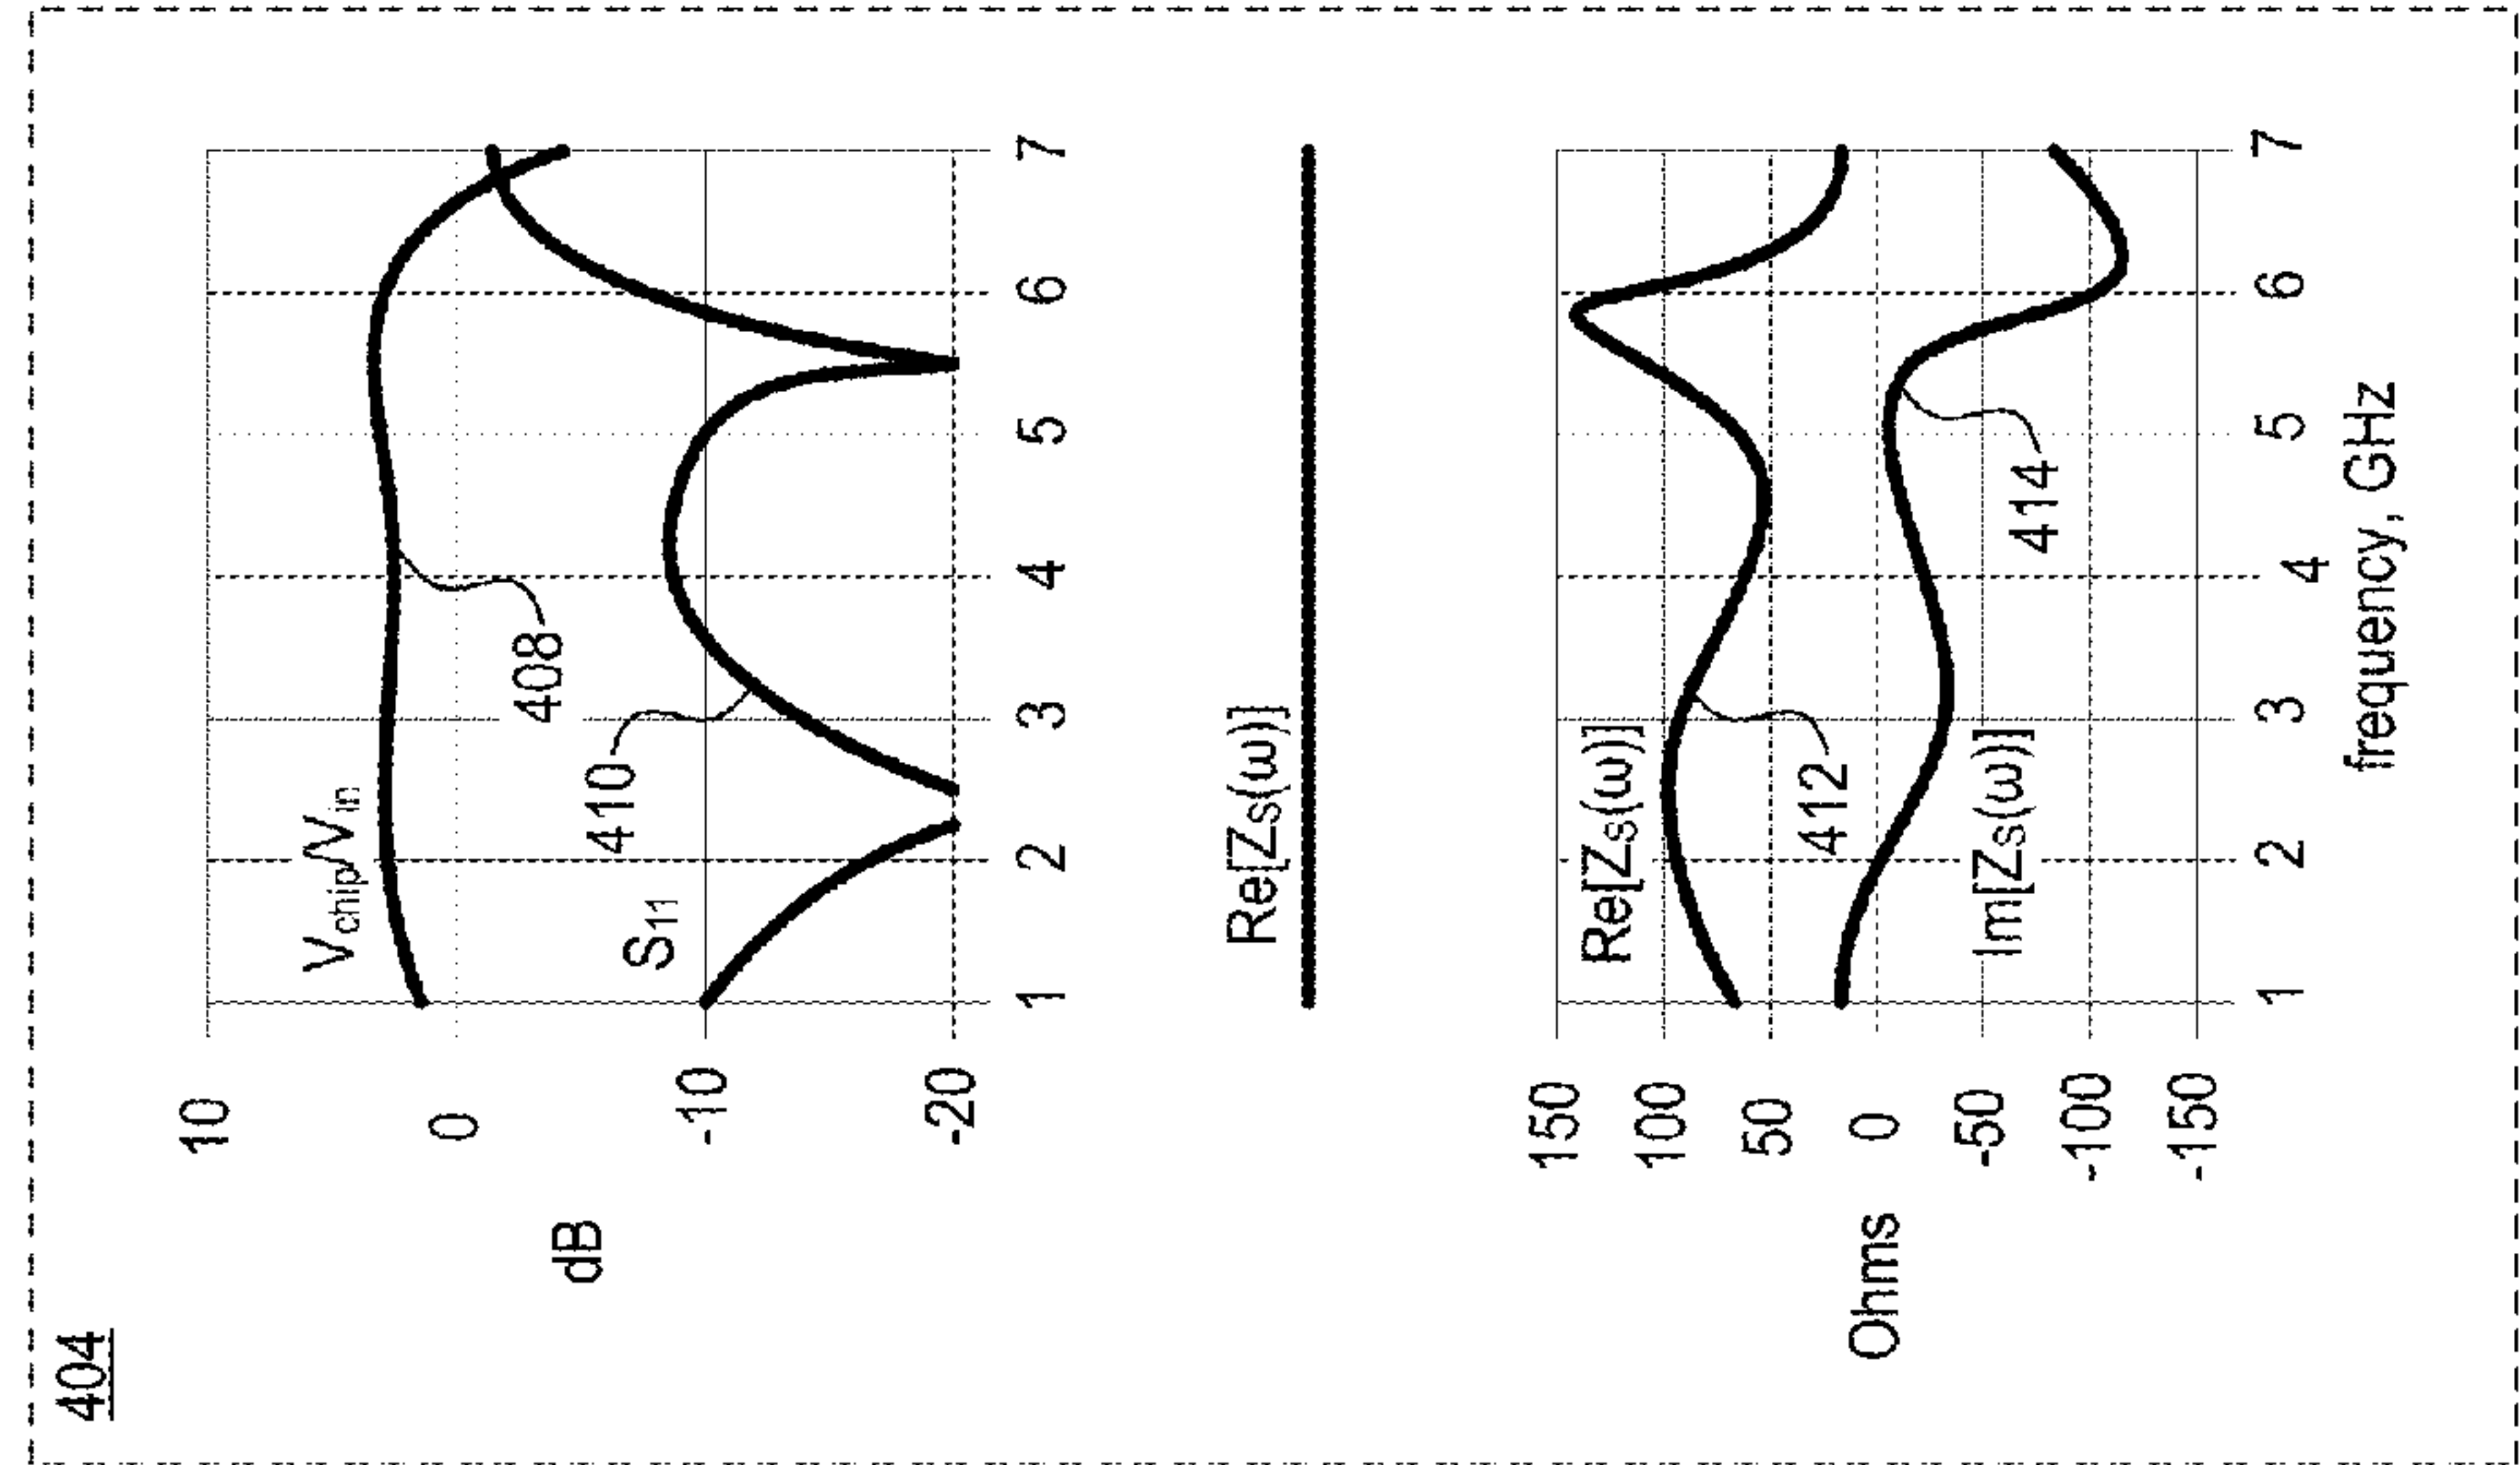 404
10
0
-10
-20
dB
Vchip/Vin
S11
408
410
1 2 3 4 5 6 7
Re[Zs(ω)]
150
100
50
0
-50
-100
-150
Ohms
Re[Zs(ω)]
412
Im[Zs(ω)]
414
1 2 3 4 5 6 7
frequency, GHz